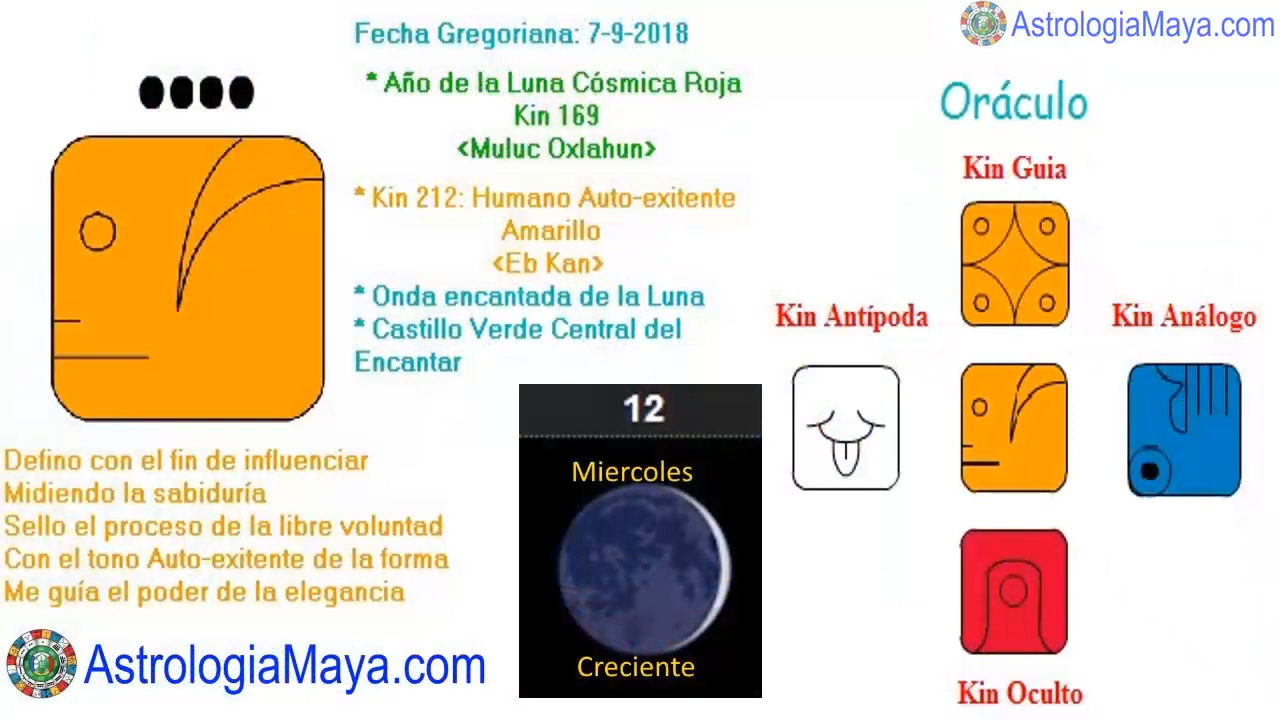 Fecha Gregoriana: 7-9-2018
* Año de la Luna Cósmica Roja
Kin 169
<Muluc Oxlahun>
* Kin 212: Humano Auto-exitente
Amarillo
<Eb Kan>
* Onda encantada de la Luna
* Castillo Verde Central del
Encantar
Defino con el fin de influenciar
Midiendo la sabiduría
Sello el proceso de la libre voluntad
Con el tono Auto-exitente de la forma
Me guía el poder de la elegancia
AstrologiaMaya.com
12
Miercoles
Creciente
AstrologiaMaya.com
Oráculo
Kin Guia
Kin Antípoda
Kin Análogo
Kin Oculto